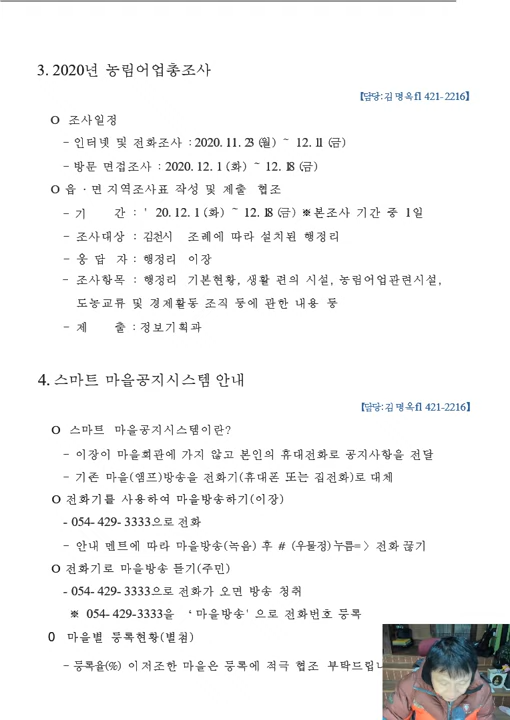 3. 2020년 농림어업총조사
【담당: 김명옥fl 421-2216】
O 조사일정
- 인터넷 및 전화조사 : 2020. 11. 23 (월) ~ 12. 11 (금)
- 방문 면접조사 : 2020. 12. 1 (화) ~ 12. 18 (금)
O 읍·면 지역조사표 작성 및 제출 협조
- 기 간 : ' 20. 12. 1 (화) ~ 12. 18 (금) ※ 본조사 기간 중 1일
- 조사대상 : 김천시 조례에 따라 설치된 행정리
- 응 답 자 : 행정리 이장
- 조사항목 : 행정리 기본현황, 생활 편의 시설, 농림어업관련시설,
도농교류 및 경제활동 조직 등에 관한 내용 등
- 제 출 : 정보기획과
4. 스마트 마을공지시스템 안내
【담당: 김명옥fl 421-2216】
O 스마트 마을공지시스템이란?
- 이장이 마을회관에 가지 않고 본인의 휴대전화로 공지사항을 전달
- 기존 마을(앰프)방송을 전화기(휴대폰 또는 집전화)로 대체
O 전화기를 사용하여 마을방송하기(이장)
- 054- 429- 3333으로 전화
- 안내 멘트에 따라 마을방송(녹음) 후 # (우물정) 누름= 〉 전화 끊기
O 전화기로 마을방송 듣기(주민)
- 054- 429- 3333으로 전화가 오면 방송 청취
※ 054- 429-3333을 ‘마을방송' 으로 전화번호 등록
0 마을별 등록현황(별첨)
- 등록율(%) 이 저조한 마을은 등록에 적극 협조 부탁드립니